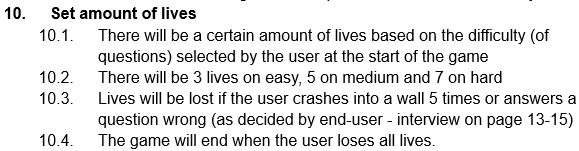 10. Set amount of lives
10.1. There will be a certain amount of lives based on the difficulty (of
questions) selected by the user at the start of the game
10.2. There will be 3 lives on easy, 5 on medium and 7 on hard
10.3. Lives will be lost if the user crashes into a wall 5 times or answers a
question wrong (as decided by end-user - interview on page 13-15)
10.4. The game will end when the user loses all lives.